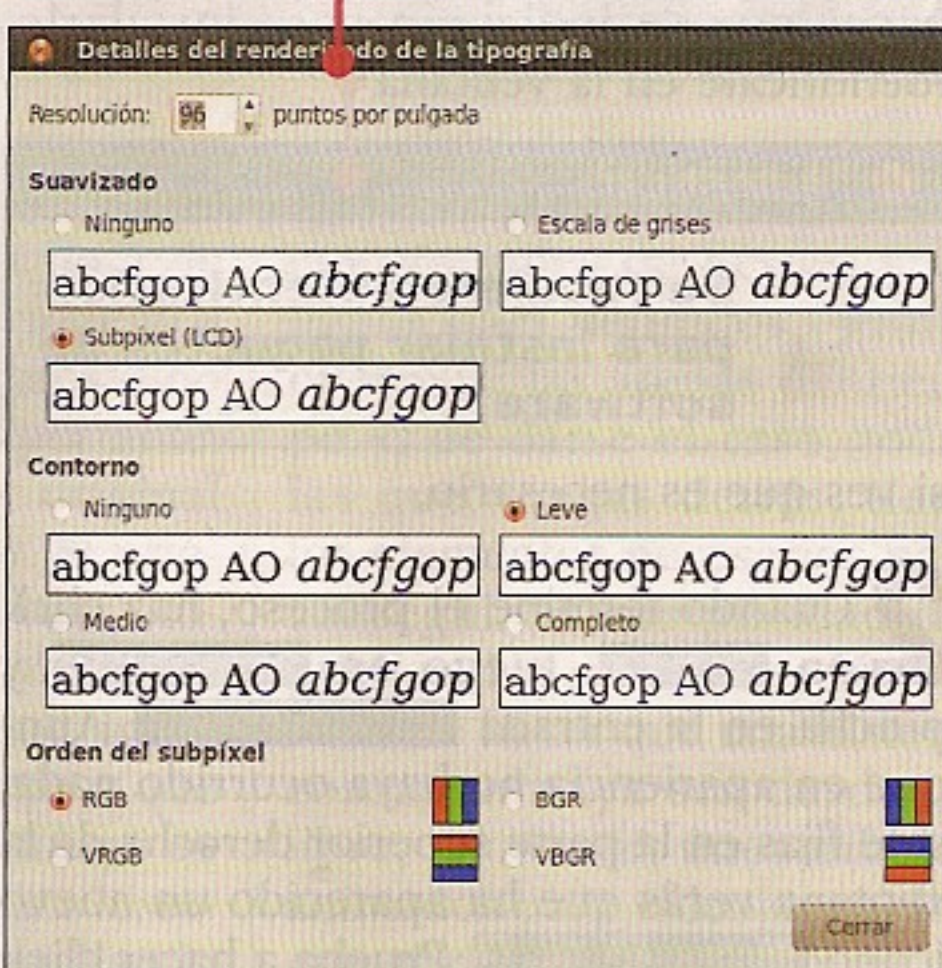 Detalles del renderizado de la tipografía
Resolución: 96 puntos por pulgada
Suavizado
Ninguno
Escala de grises
abcfgop AO abcfgop
abcfgop AO abcfgop
Subpíxel (LCD)
abcfgop AO abcfgop
Contorno
Ninguno
Leve
abcfgop AO abcfgop
abcfgop AO abcfgop
Medio
Completo
abcfgop AO abcfgop
abcfgop AO abcfgop
Orden del subpíxel
RGB
BGR
VRGB
VBGR
Cerrar